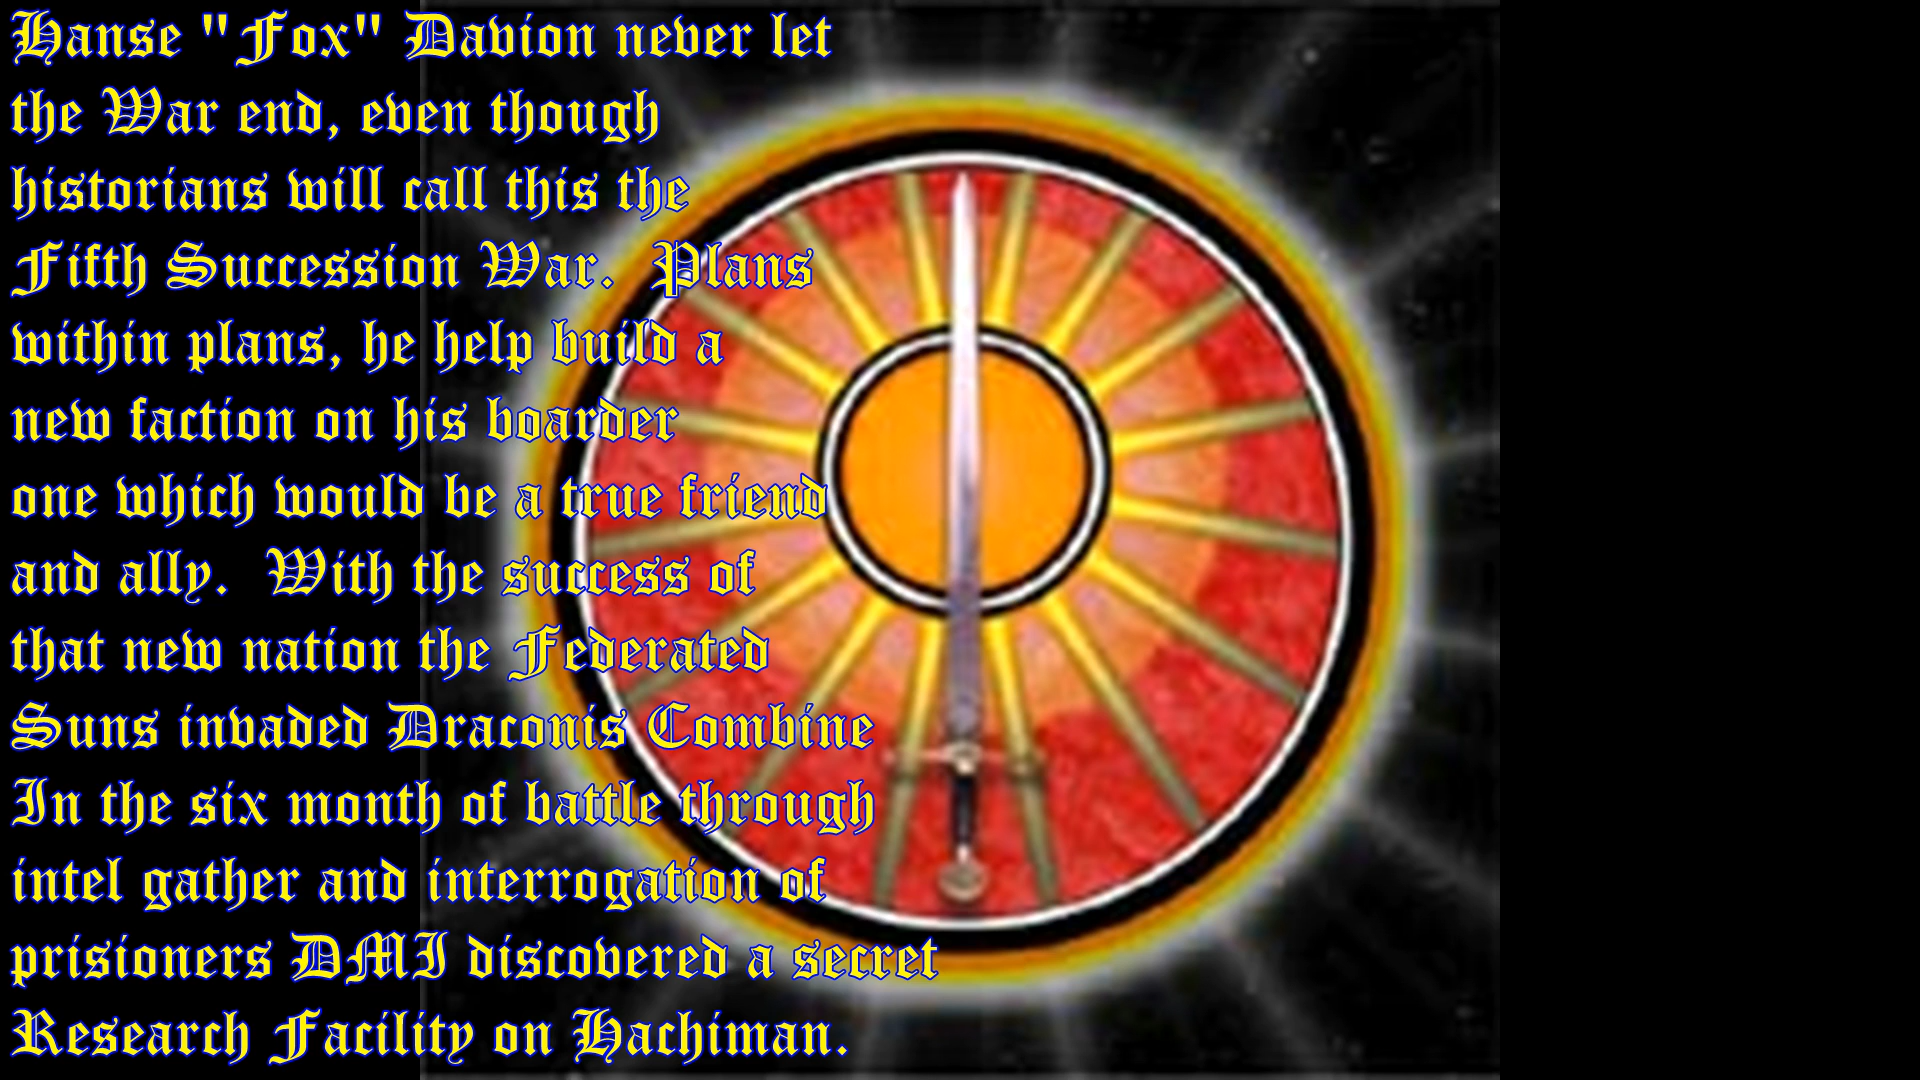 Hanse "Fox" Davion never let
the War end, even though
historians will call this the
Fifth Succession War.  Plans
within plans, he help build a
new faction on his boarder
one which would be a true friend
and ally.  With the success of
that new nation the Federated
Suns invaded Draconis Combine
In the six month of battle through
intel gather and interrogation of
prisioners DMI discovered a secret
Research Facility on Hachiman.